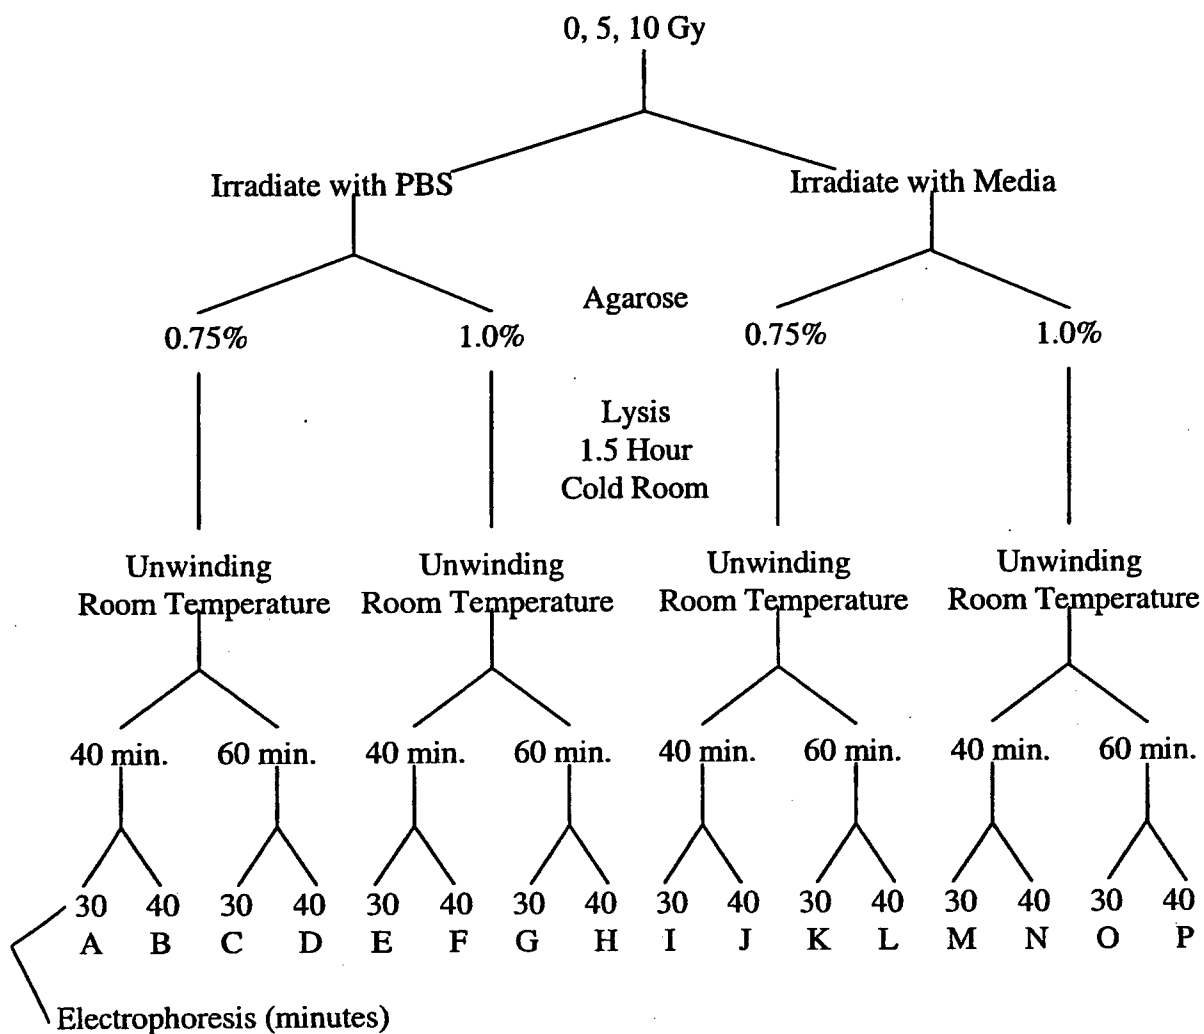 0, 5, 10 Gy
Irradiate with PBS
Irradiate with Media
Agarose
0.75%
1.0%
0.75%
1.0%
Lysis
1.5 Hour
Cold Room
Unwinding
Room Temperature
Unwinding
Room Temperature
Unwinding
Room Temperature
Unwinding
Room Temperature
40 min. 60 min. 40 min. 60 min. 40 min. 60 min. 40 min. 60 min.
30 40 30 40 30 40 30 40 30 40 30 40 30 40 30 40
A B C D E F G H I J K L M N O P
Electrophoresis (minutes)